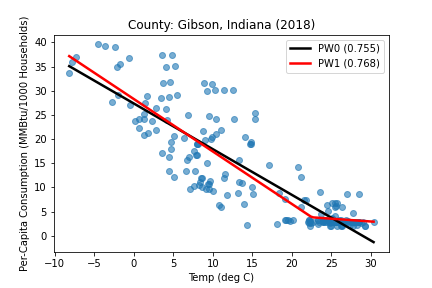 County: Gibson, Indiana (2018)
Per-Capita Consumption (MMBtu/1000 Households)
40
35
30
25
20
15
10
5
0
PW0 (0.755)
PW1 (0.768)
−10 −5 0 5 10 15 20 25 30
Temp (deg C)